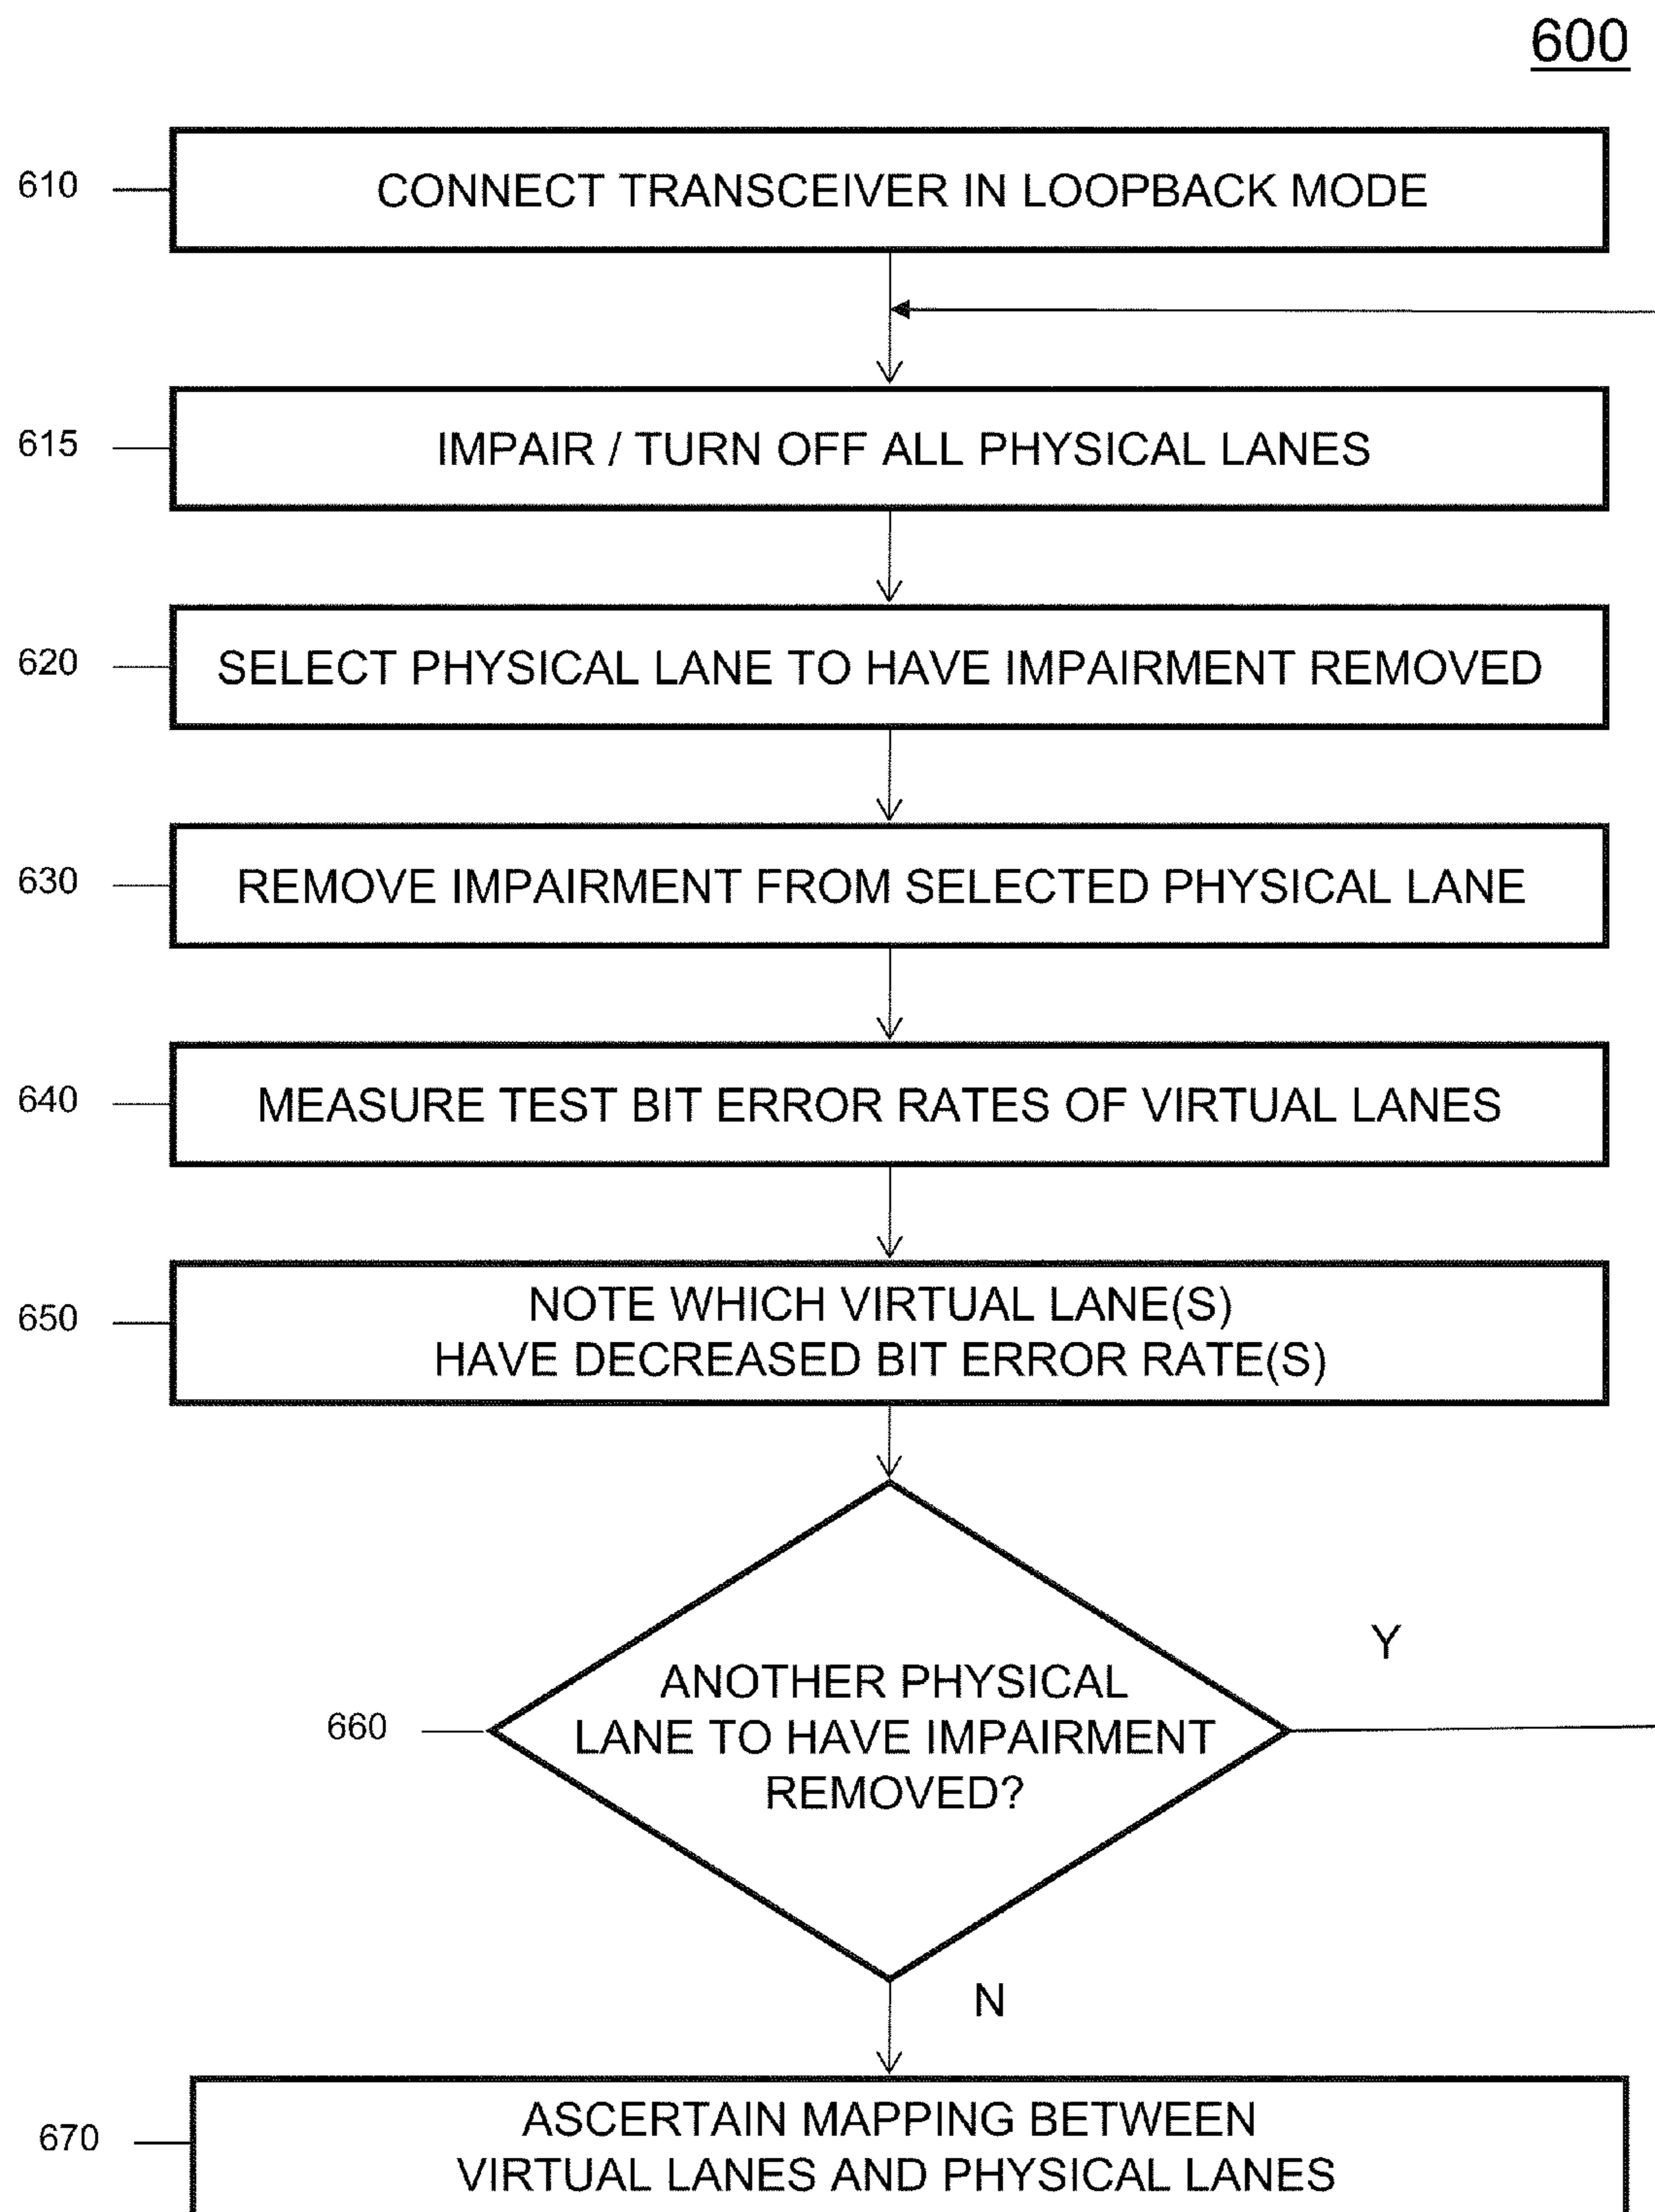 600
610
CONNECT TRANSCEIVER IN LOOPBACK MODE
615
IMPAIR / TURN OFF ALL PHYSICAL LANES
620
SELECT PHYSICAL LANE TO HAVE IMPAIRMENT REMOVED
630
REMOVE IMPAIRMENT FROM SELECTED PHYSICAL LANE
640
MEASURE TEST BIT ERROR RATES OF VIRTUAL LANES
650
NOTE WHICH VIRTUAL LANE(S)
HAVE DECREASED BIT ERROR RATE(S)
660
ANOTHER PHYSICAL
LANE TO HAVE IMPAIRMENT
REMOVED?
Y
N
670
ASCERTAIN MAPPING BETWEEN
VIRTUAL LANES AND PHYSICAL LANES